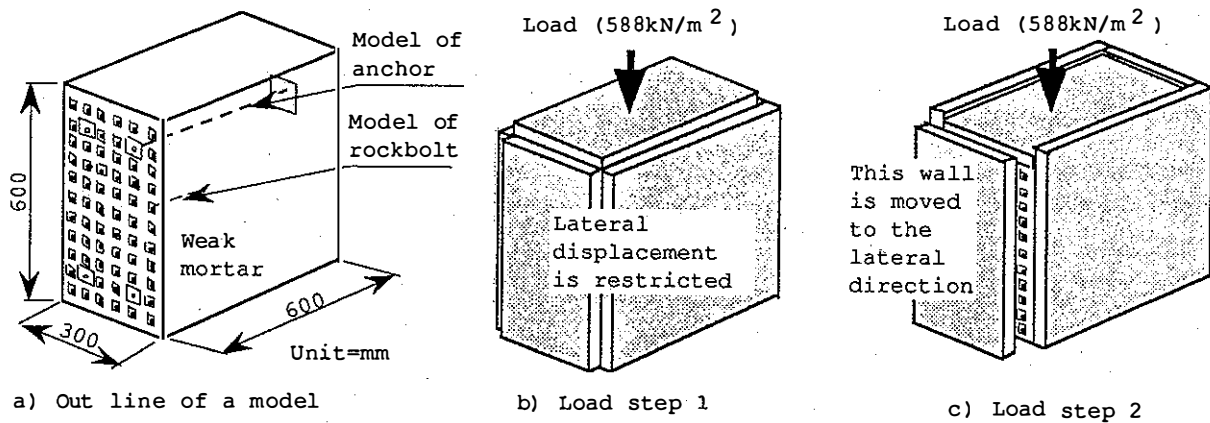 Model of
anchor
Model of
rockbolt
600
Weak
mortar
300
600
Unit=mm
a) Out line of a model
Load (588kN/m²)
Lateral
displacement
is restricted
b) Load step 1
Load (588kN/m²)
This wall
is moved
to the
lateral
direction
c) Load step 2